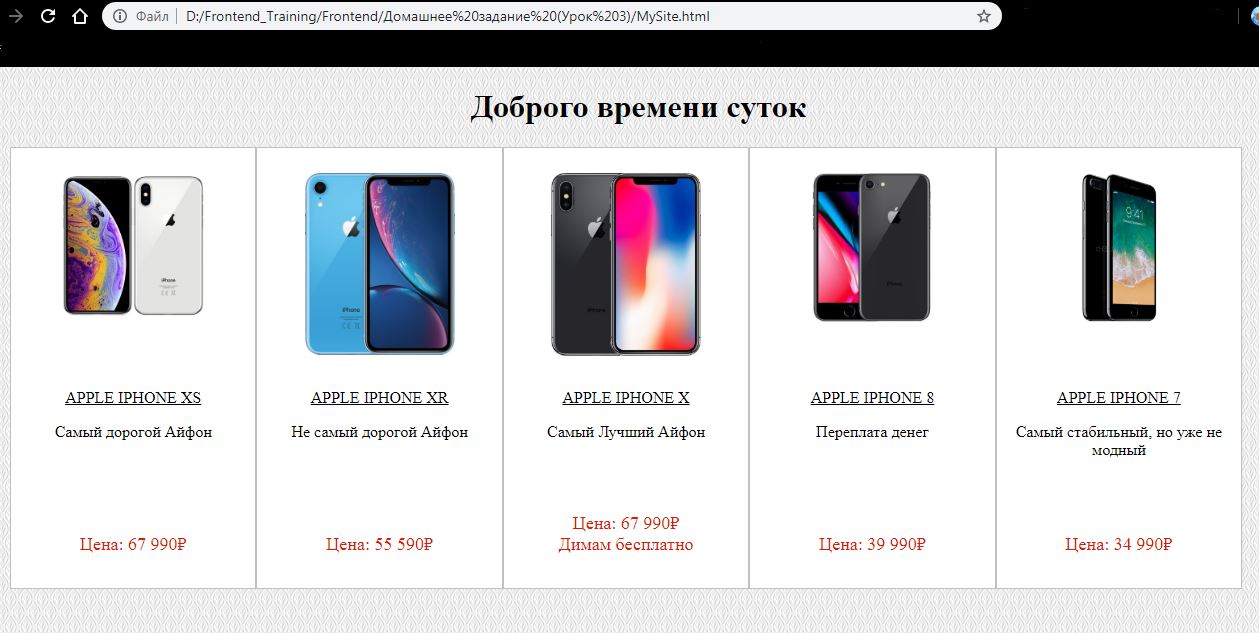 Файл
D:/Frontend_Training/Frontend/Домашнее%20задание%20(Урок%203)/MySite.html
Доброго времени суток
APPLE IPHONE XS
Самый дорогой Айфон
Цена: 67 990₽
APPLE IPHONE XR
Не самый дорогой Айфон
Цена: 55 590₽
APPLE IPHONE X
Самый Лучший Айфон
Цена: 67 990₽
Димам бесплатно
APPLE IPHONE 8
Переплата денег
Цена: 39 990₽
9:41
APPLE IPHONE 7
Самый стабильный, но уже не
модный
Цена: 34 990₽